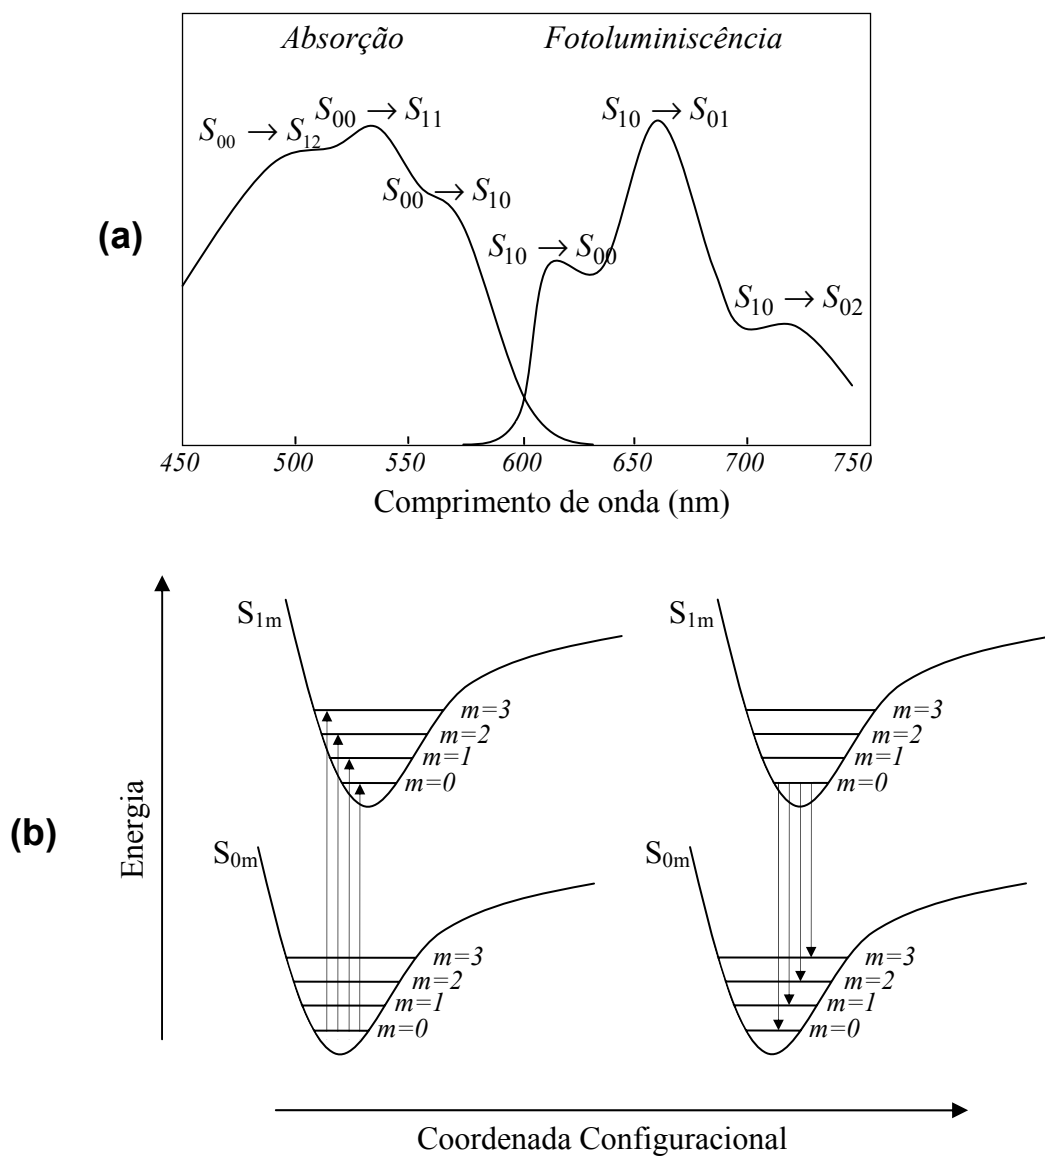 Absorção Fotoluminiscência
S₀₀ → S₁₁ S₁₀ → S₀₁
S₀₀ → S₁₂
S₀₀ → S₁₀
(a)
S₁₀ → S₀₀
S₁₀ → S₀₂
450 500 550 600 650 700 750
Comprimento de onda (nm)
S₁ₘ S₁ₘ
m=3 m=3
m=2 m=2
m=1 m=1
m=0 m=0
(b)
Energia
S₀ₘ S₀ₘ
m=3 m=3
m=2 m=2
m=1 m=1
m=0 m=0
Coordenada Configuracional